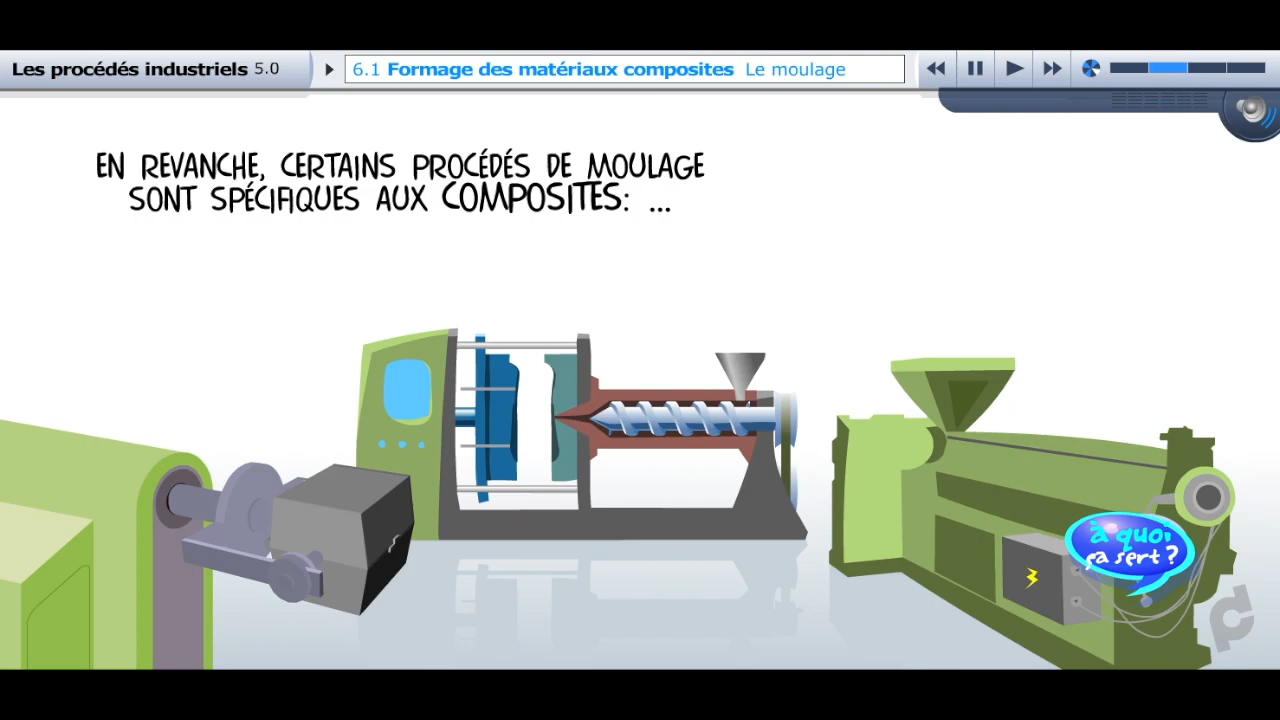 Les procédés industriels 5.0
6.1 Formage des matériaux composites Le moulage
EN REVANCHE, CERTAINS PROCÉDÉS DE MOULAGE
SONT SPÉCIFIQUES AUX COMPOSITES: ...
à quoi
ça sert ?